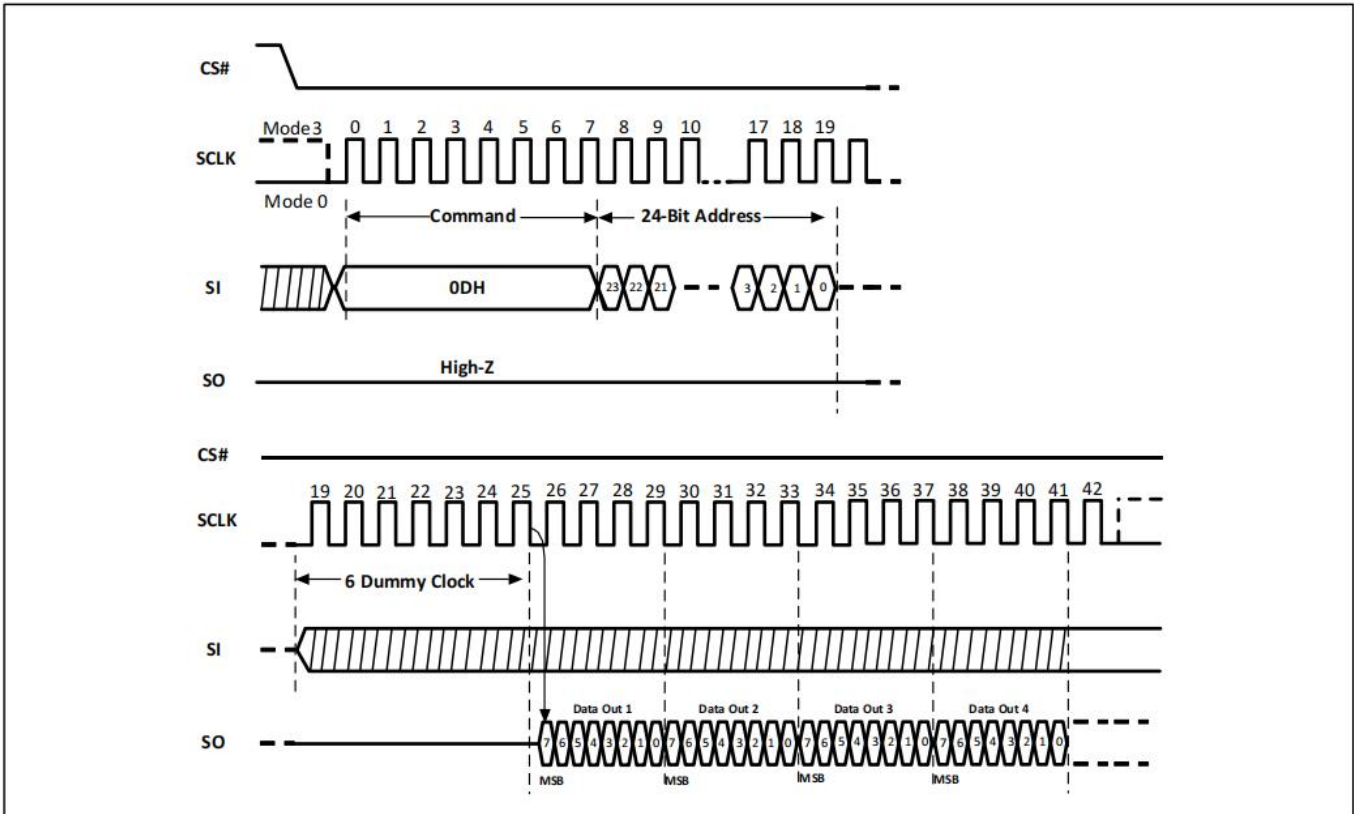 CS#
Mode 3 0 1 2 3 4 5 6 7 8 9 10 17 18 19
SCLK
Mode 0
Command 24-Bit Address
SI 0DH 23 22 21 3 2 1 0
High-Z
SO
CS#
19 20 21 22 23 24 25 26 27 28 29 30 31 32 33 34 35 36 37 38 39 40 41 42
SCLK
6 Dummy Clock
SI
Data Out 1 Data Out 2 Data Out 3 Data Out 4
SO 7 6 5 4 3 2 1 0 7 6 5 4 3 2 1 0 7 6 5 4 3 2 1 0 7 6 5 4 3 2 1 0
MSB MSB MSB MSB